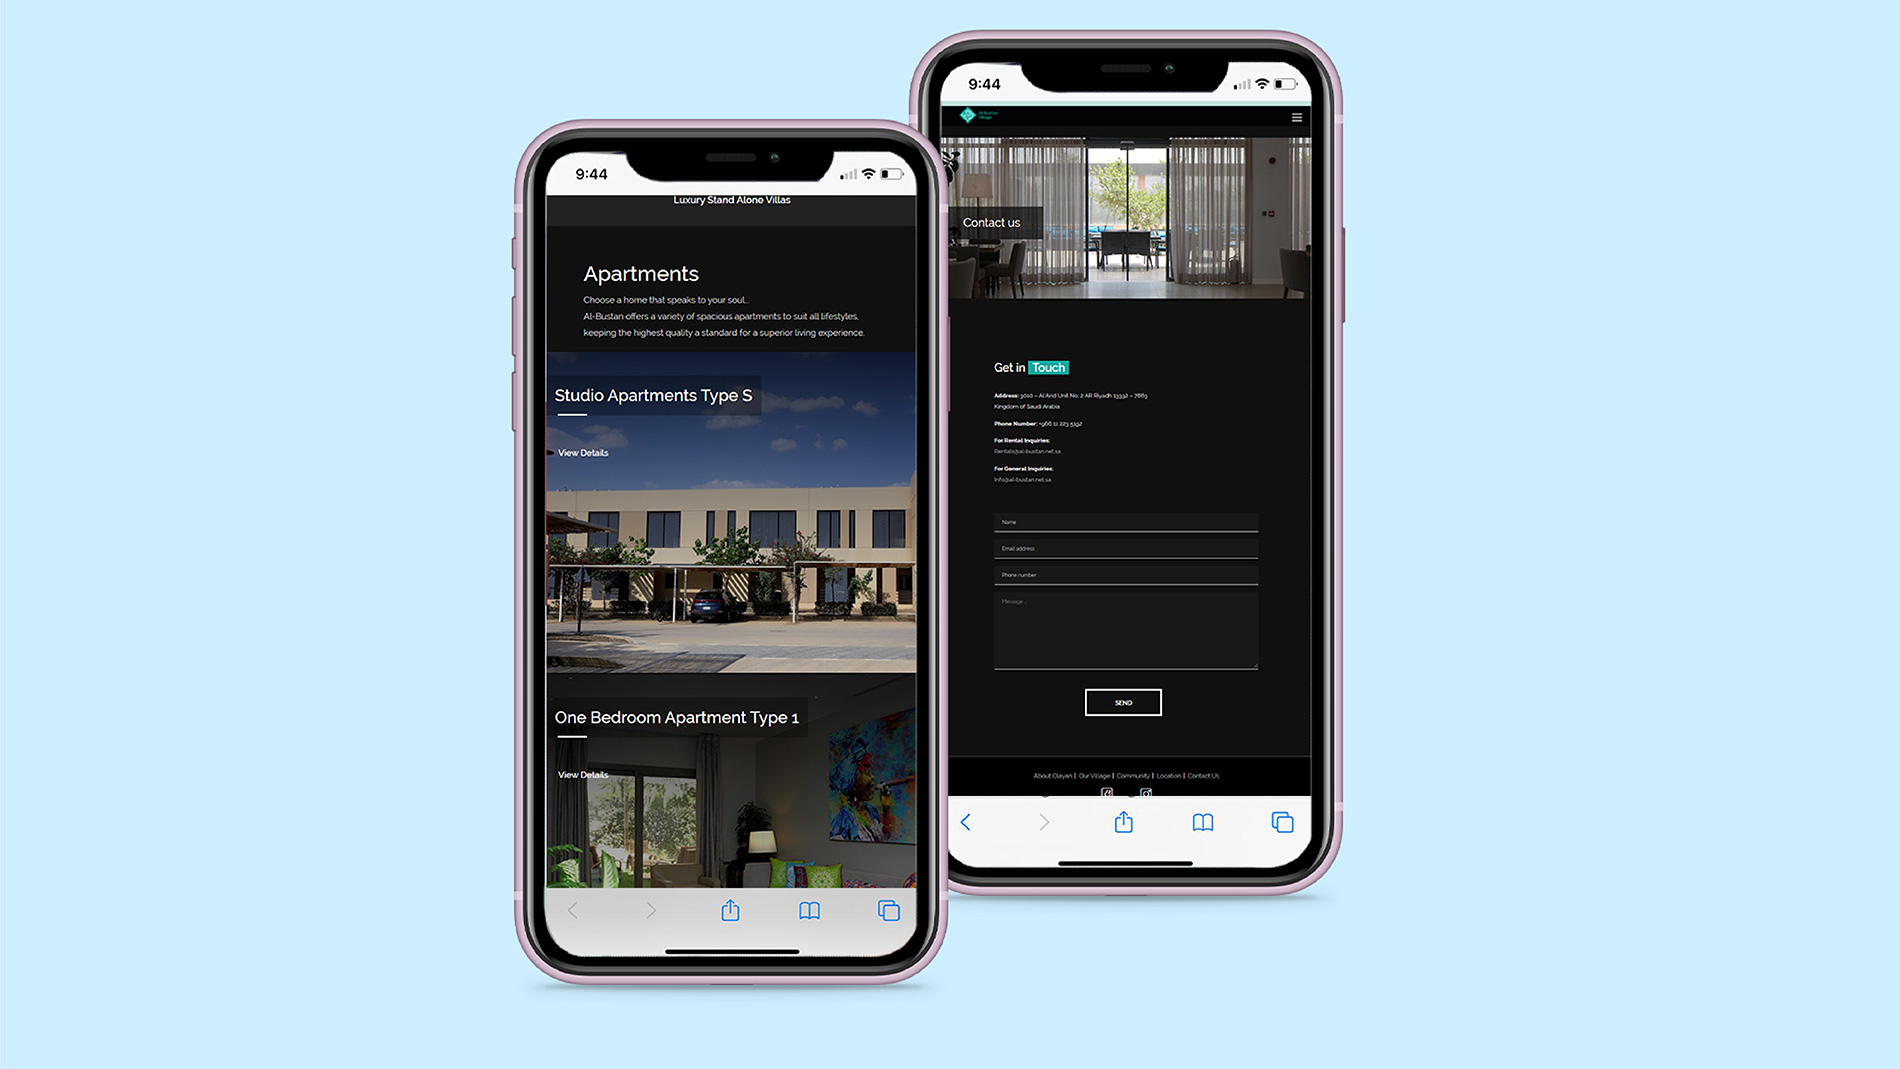 9:44
Luxury Stand Alone Villas
Apartments
Choose a home that speaks to your soul...
Al-Bustan offers a variety of spacious apartments to suit all lifestyles,
keeping the highest quality a standard for a superior living experience.
Studio Apartments Type S
View Details
One Bedroom Apartment Type 1
View Details
9:44
Al-Bustan
Village
Contact us
Get in Touch
Address: 3010 – Al Arid Unit No: 2 AR Riyadh 13332 – 7663
Kingdom of Saudi Arabia
Phone Number: +966 11 223 5192
For Rental Inquiries:
Rentals@al-bustan.net.sa
For General Inquiries:
Info@al-bustan.net.sa
Name
Email address
Phone number
Message...
SEND
About Olayan | Our Village | Community | Location | Contact Us